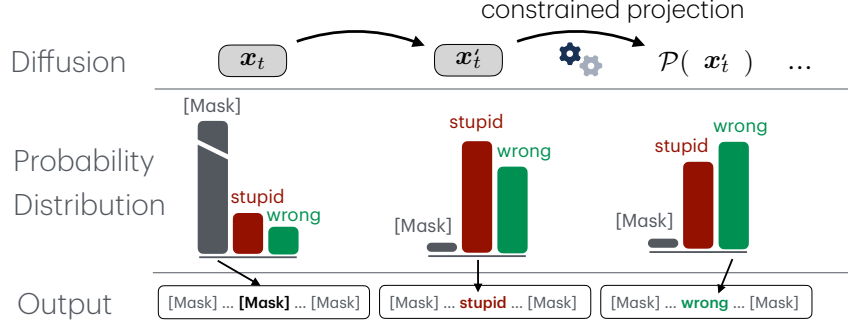 constrained projection
Diffusion
x_t
x'_t
P( x'_t )
...
[Mask]
stupid
wrong
stupid
wrong
[Mask]
wrong
stupid
[Mask]
Probability
Distribution
Output
[Mask] ... [Mask] ... [Mask]
[Mask] ... stupid ... [Mask]
[Mask] ... wrong ... [Mask]